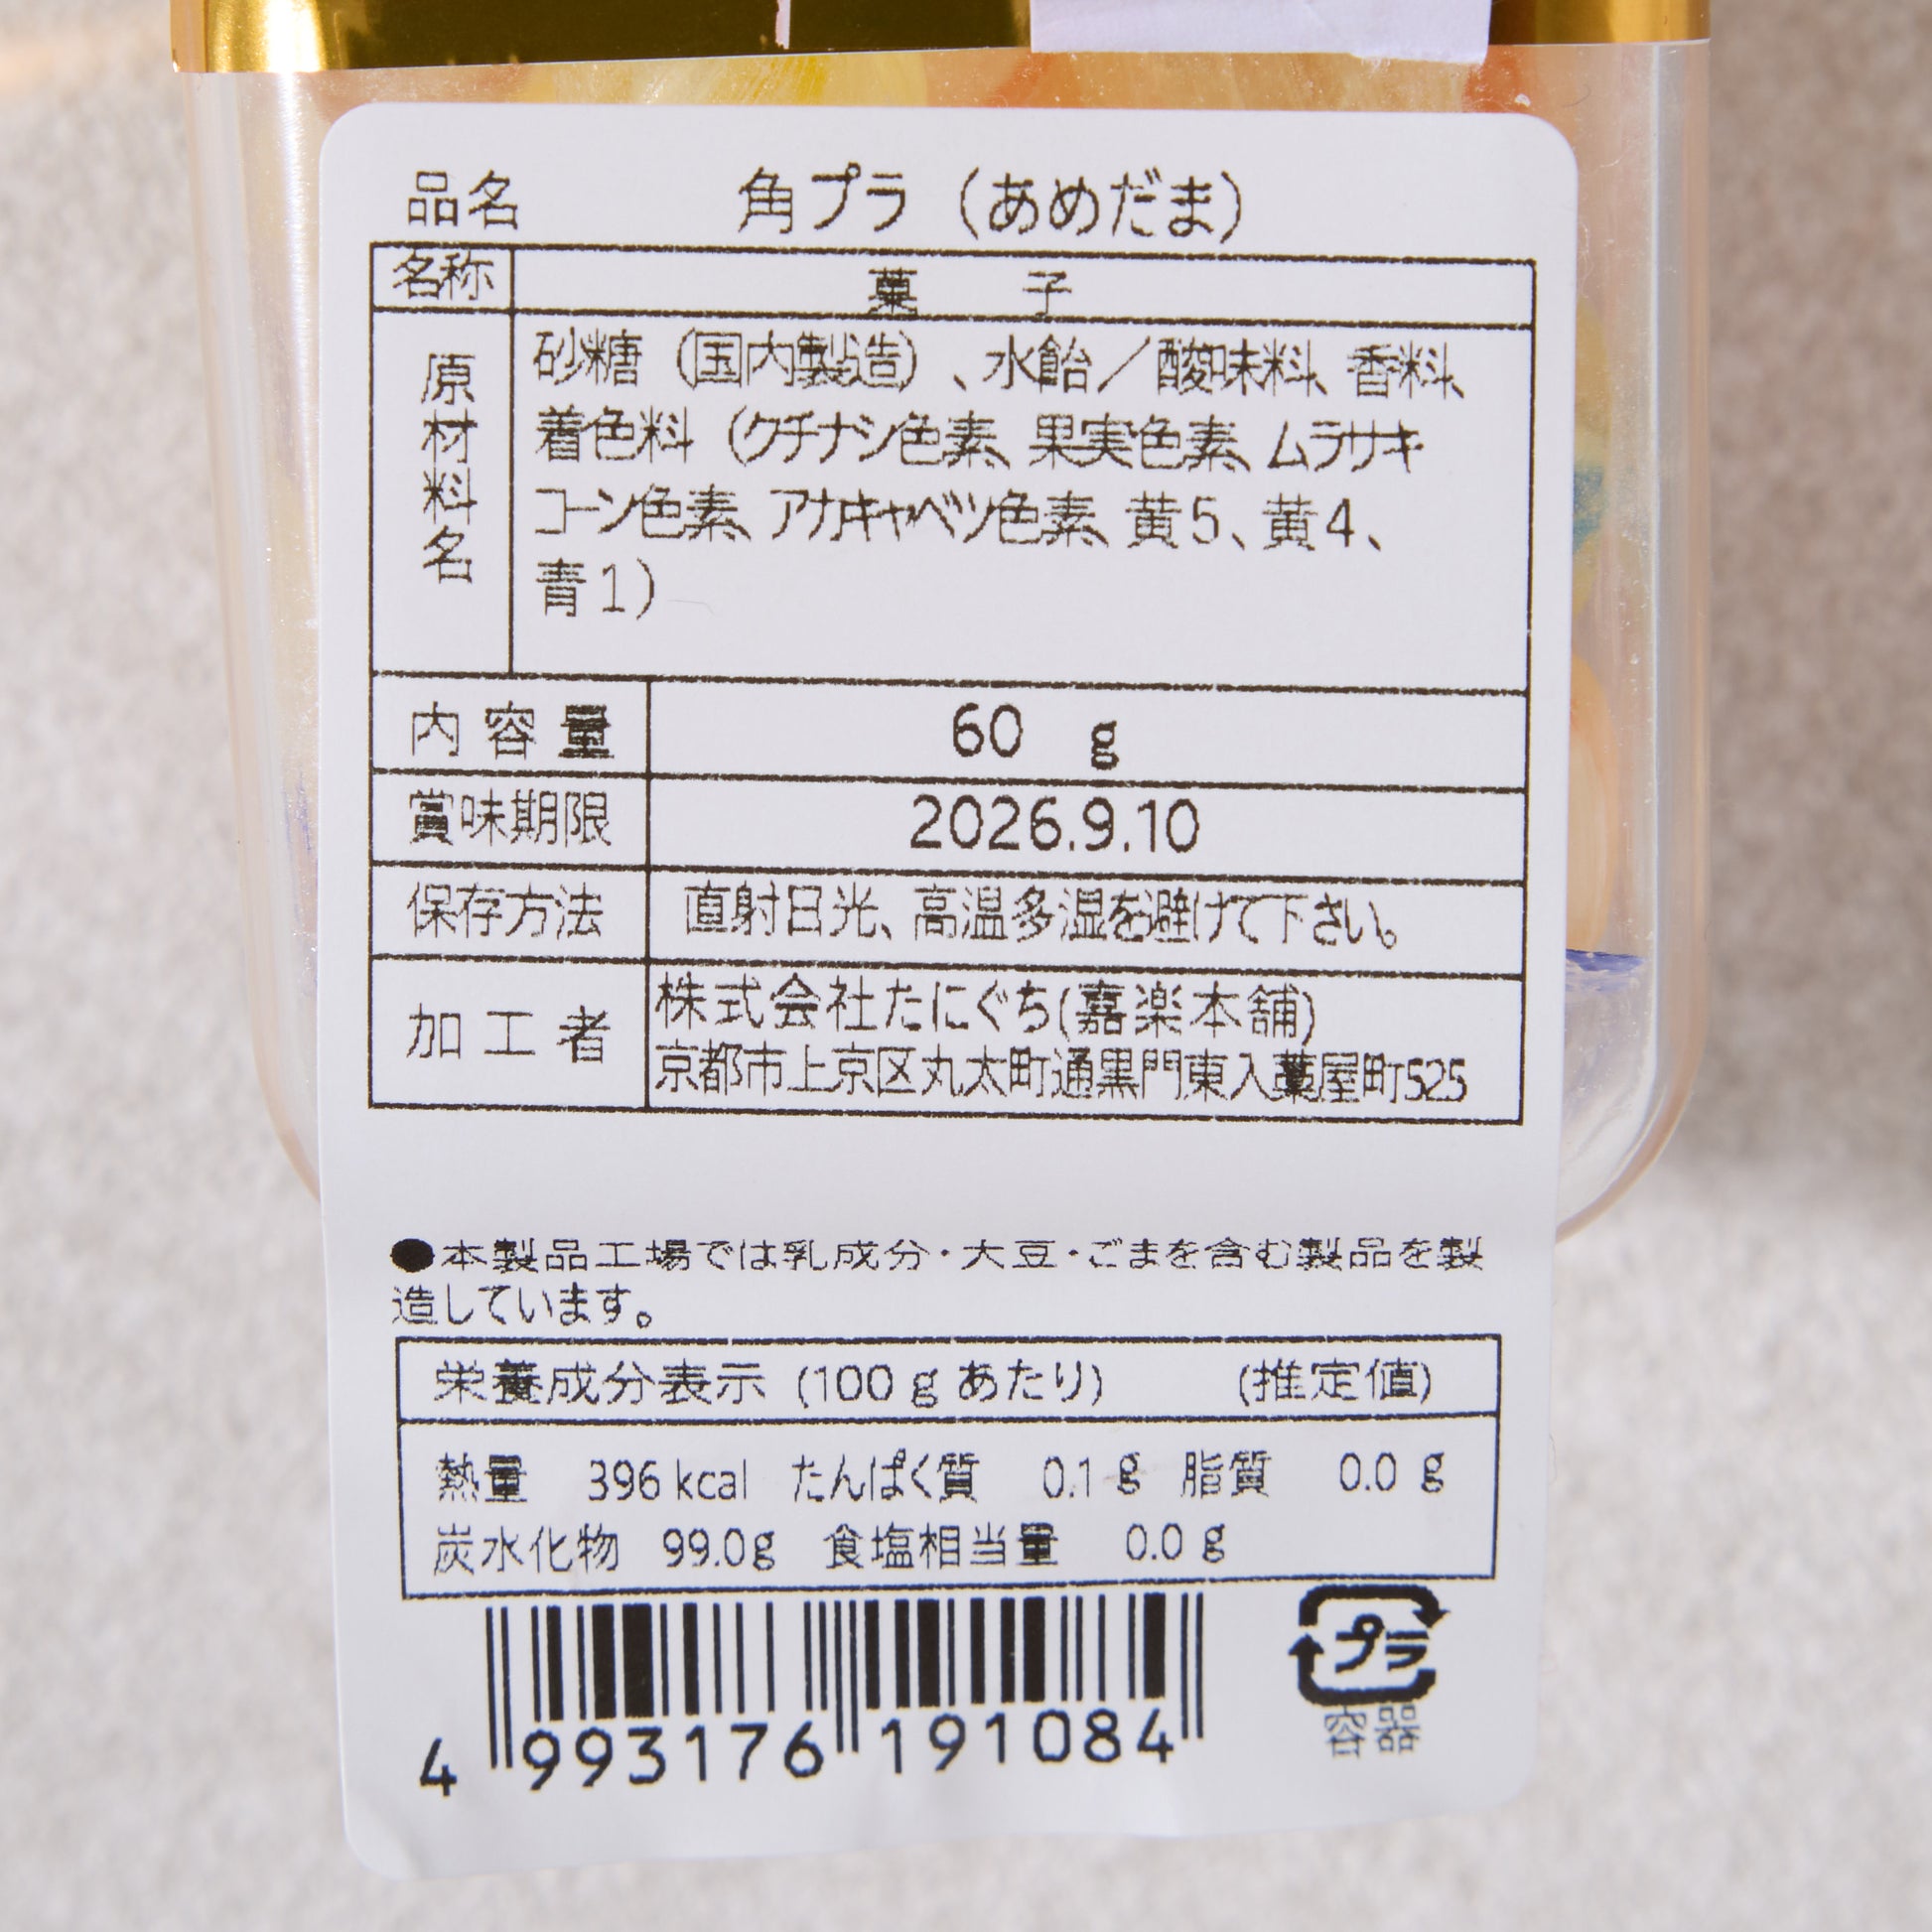 品名 角プラ（あめだま）
名称 菓 子
原材料名 砂糖（国内製造）、水飴／酸味料、香料、
着色料（クチナシ色素、果実色素、ムラサキ
コーン色素、アカキャベツ色素、黄5、黄4、
青1）
内容量 60 g
賞味期限 2026.9.10
保存方法 直射日光、高温多湿を避けて下さい。
加工者 株式会社たにぐち(嘉楽本舗)
京都市上京区丸太町通黒門東入藁屋町525
●本製品工場では乳成分・大豆・ごまを含む製品を製
造しています。
栄養成分表示 (100gあたり) (推定値)
熱量 396kcal たんぱく質 0.1g 脂質 0.0g
炭水化物 99.0g 食塩相当量 0.0g
4 993176 191084
プラ
容器